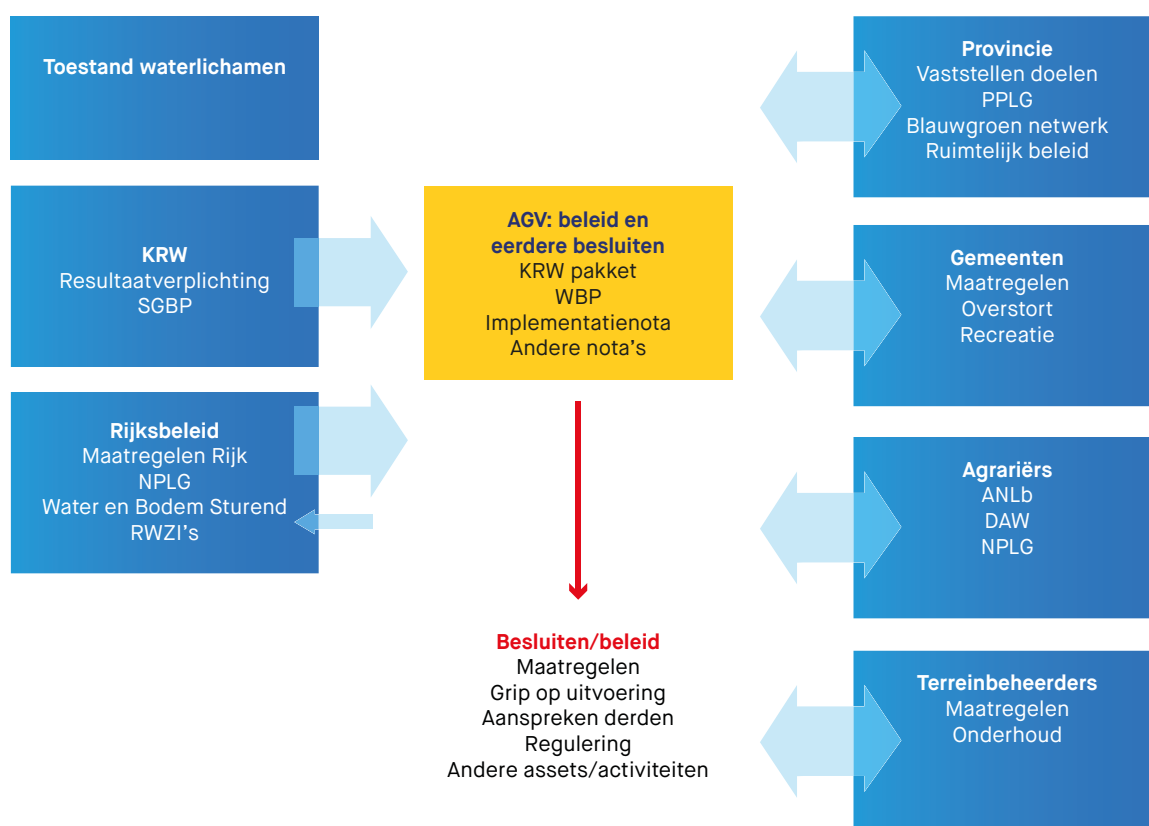 Toestand waterlichamen
KRW
Resultaatverplichting
SGBP
Rijksbeleid
Maatregelen Rijk
NPLG
Water en Bodem Sturend
RWZI's
AGV: beleid en
eerdere besluiten
KRW pakket
WBP
Implementatienota
Andere nota's
Besluiten/beleid
Maatregelen
Grip op uitvoering
Aanspreken derden
Regulering
Andere assets/activiteiten
Provincie
Vaststellen doelen
PPLG
Blauwgroen netwerk
Ruimtelijk beleid
Gemeenten
Maatregelen
Overstort
Recreatie
Agrariërs
ANLb
DAW
NPLG
Terreinbeheerders
Maatregelen
Onderhoud